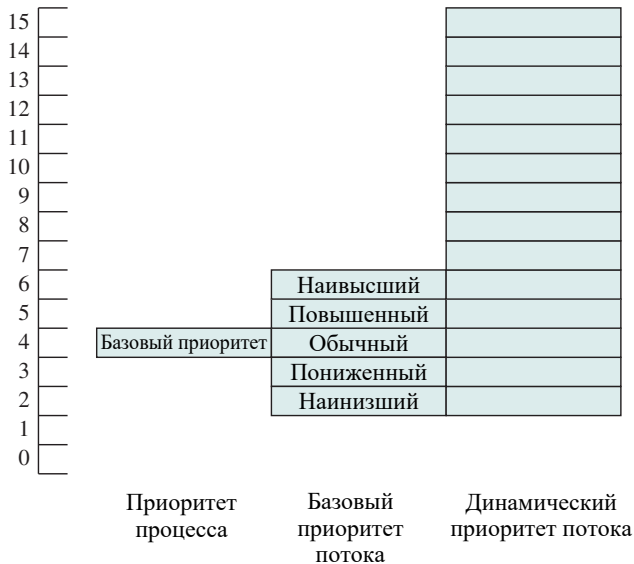 15
14
13
12
11
10
9
8
7
6
5
4
3
2
1
0
Наивысший
Повышенный
Базовый приоритет
Обычный
Пониженный
Наинизший
Приоритет
процесса
Базовый
приоритет
потока
Динамический
приоритет потока